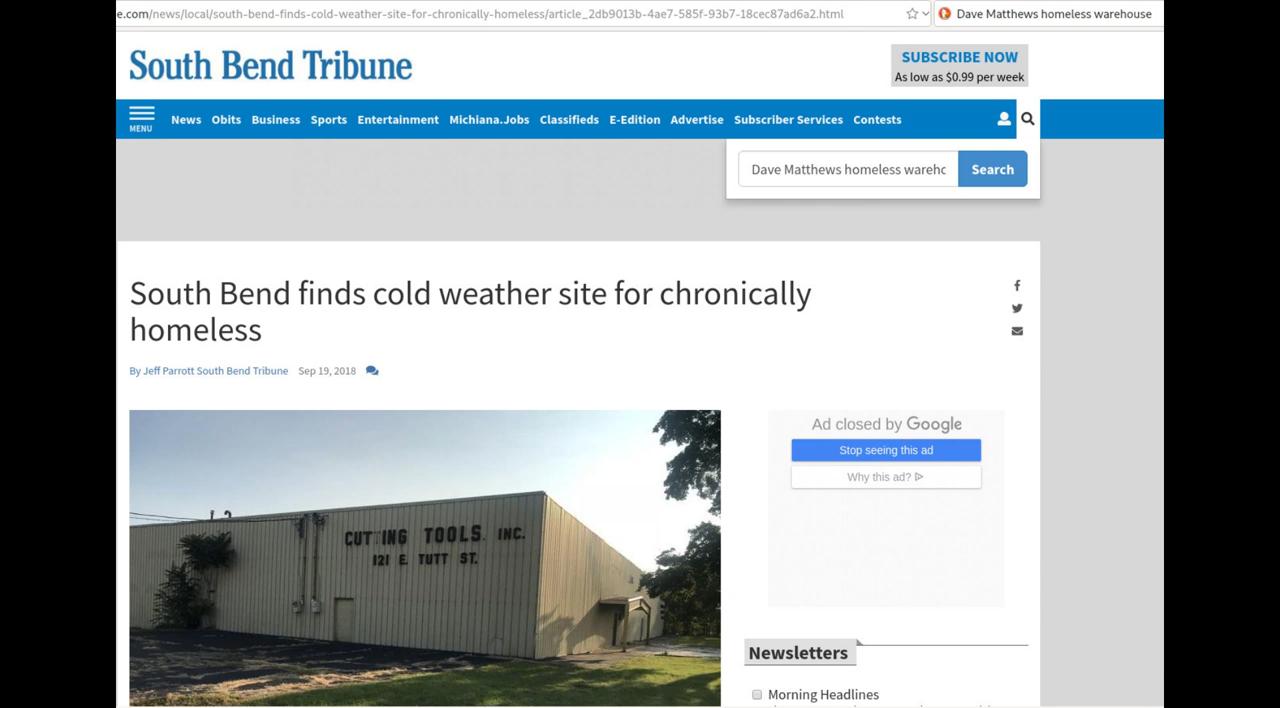 e.com/news/local/south-bend-finds-cold-weather-site-for-chronically-homeless/article_2db9013b-4ae7-585f-93b7-18cec87ad6a2.html
Dave Matthews homeless warehouse
South Bend Tribune
SUBSCRIBE NOW
As low as $0.99 per week
MENU
News Obits Business Sports Entertainment Michiana.Jobs Classifieds E-Edition Advertise Subscriber Services Contests
Dave Matthews homeless warehc
Search
South Bend finds cold weather site for chronically
homeless
By Jeff Parrott South Bend Tribune Sep 19, 2018
CUT ING TOOLS. INC.
121 E. TUTT ST.
Ad closed by Google
Stop seeing this ad
Why this ad?
Newsletters
Morning Headlines